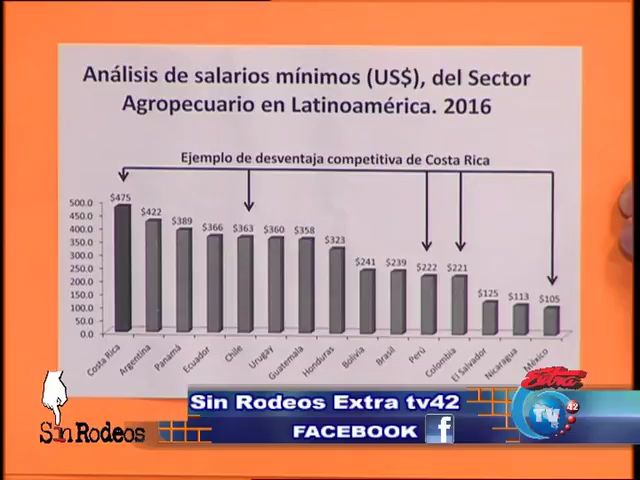 Análisis de salarios mínimos (US$), del Sector
Agropecuario en Latinoamérica. 2016
Ejemplo de desventaja competitiva de Costa Rica
500.0
450.0
400.0
350.0
300.0
250.0
200.0
150.0
100.0
50.0
0.0
$475
$422
$389
$366
$363
$360
$358
$323
$241
$239
$222
$221
$125
$113
$105
Costa Rica
Argentina
Panamá
Ecuador
Chile
Urugay
Guatemala
Honduras
Bolivia
Brasil
Perú
Colombia
El Salvador
Nicaragua
México
Sin Rodeos
Sin Rodeos Extra tv42
FACEBOOK f
Extra
TV 42